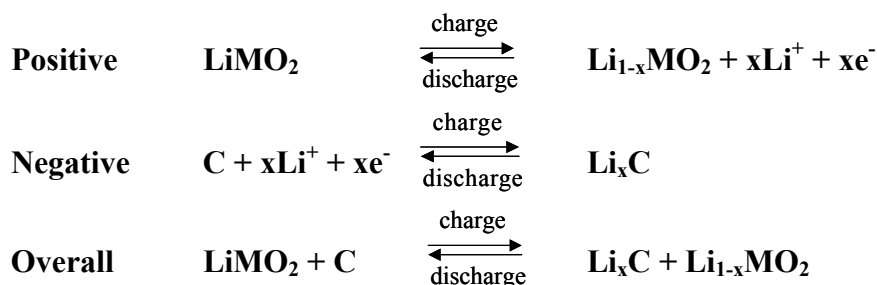 charge
Positive LiMO₂ Li₁₋ₓMO₂ + xLi⁺ + xe⁻
discharge
charge
Negative C + xLi⁺ + xe⁻ LiₓC
discharge
charge
Overall LiMO₂ + C LiₓC + Li₁₋ₓMO₂
discharge